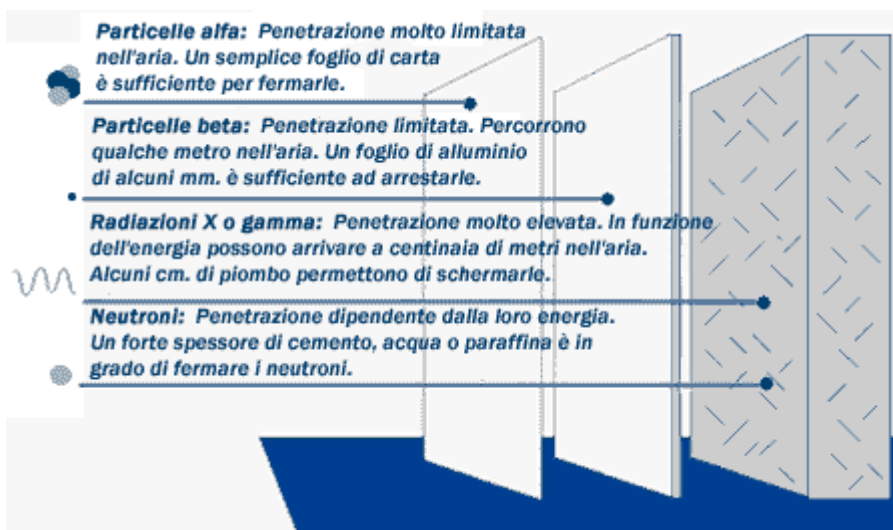 Particelle alfa: Penetrazione molto limitata
nell'aria. Un semplice foglio di carta
è sufficiente per fermarle.
Particelle beta: Penetrazione limitata. Percorrono
qualche metro nell'aria. Un foglio di alluminio
di alcuni mm. è sufficiente ad arrestarle.
Radiazioni X o gamma: Penetrazione molto elevata. In funzione
dell'energia possono arrivare a centinaia di metri nell'aria.
Alcuni cm. di piombo permettono di schermarle.
Neutroni: Penetrazione dipendente dalla loro energia.
Un forte spessore di cemento, acqua o paraffina è in
grado di fermare i neutroni.